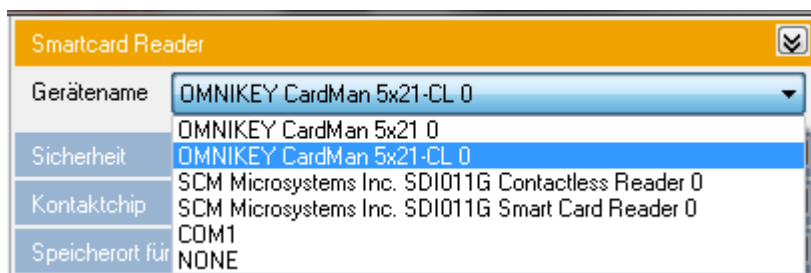 Smartcard Reader
Gerätename OMNIKEY CardMan 5x21-CL 0
OMNIKEY CardMan 5x21 0
Sicherheit OMNIKEY CardMan 5x21-CL 0
SCM Microsystems Inc. SDI011G Contactless Reader 0
Kontaktchip SCM Microsystems Inc. SDI011G Smart Card Reader 0
COM1
Speicherort für NONE